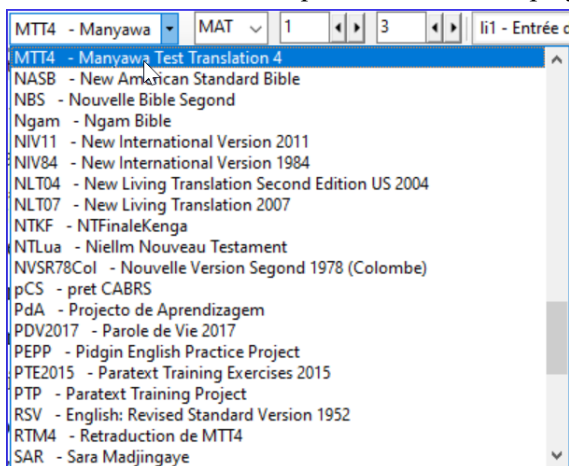 MTT4 - Manyawa MAT 1 3 li1 - Entrée
MTT4 - Manyawa Test Translation 4
NASB - New American Standard Bible
NBS - Nouvelle Bible Segond
Ngam - Ngam Bible
NIV11 - New International Version 2011
NIV84 - New International Version 1984
NLT04 - New Living Translation Second Edition US 2004
NLT07 - New Living Translation 2007
NTKF - NTFinaleKenga
NTLua - Niellm Nouveau Testament
NVSR78Col - Nouvelle Version Segond 1978 (Colombe)
pCS - pret CABRS
PdA - Projecto de Aprendizagem
PDV2017 - Parole de Vie 2017
PEPP - Pidgin English Practice Project
PTE2015 - Paratext Training Exercises 2015
PTP - Paratext Training Project
RSV - English: Revised Standard Version 1952
RTM4 - Retraduction de MTT4
SAR - Sara Madjingaye